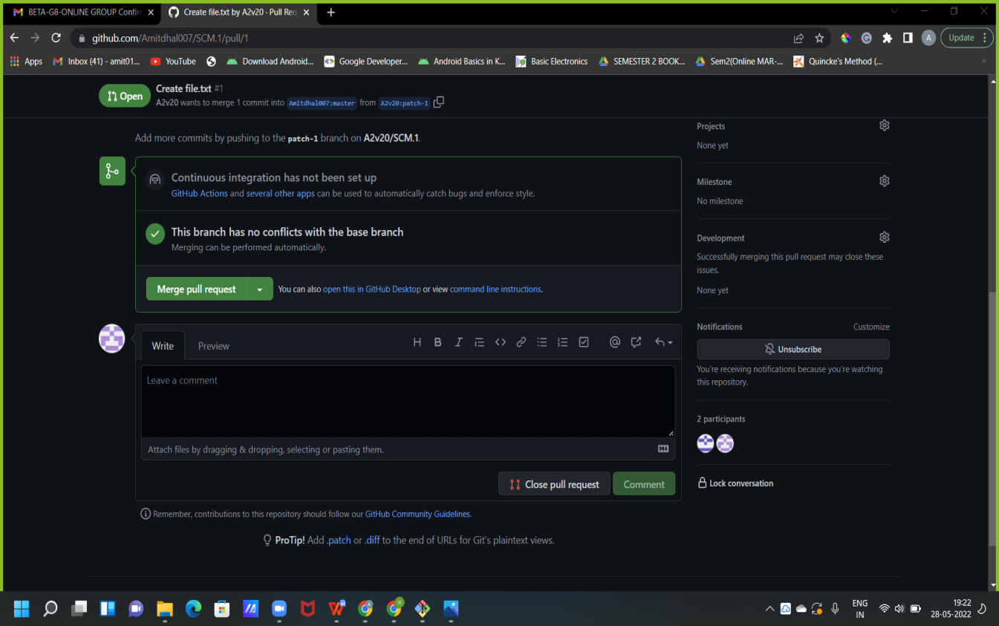 BETA-G8-ONLINE GROUP Confirm
Create file.txt by A2v20 · Pull Req
github.com/Amitdhal007/SCM.1/pull/1
A
Update
Apps
Inbox (41) - amit01...
YouTube
Download Android...
Google Developer...
Android Basics in K...
Basic Electronics
SEMESTER 2 BOOK...
Sem2(Online MAR-...
Quincke's Method (...
Open
Create file.txt #1
A2v20 wants to merge 1 commit into Amitdhal007:master from A2v20:patch-1
Add more commits by pushing to the patch-1 branch on A2v20/SCM.1.
Continuous integration has not been set up
GitHub Actions and several other apps can be used to automatically catch bugs and enforce style.
This branch has no conflicts with the base branch
Merging can be performed automatically.
Merge pull request
You can also open this in GitHub Desktop or view command line instructions.
Write
Preview
Leave a comment
Attach files by dragging & dropping, selecting or pasting them.
Close pull request
Comment
Remember, contributions to this repository should follow our GitHub Community Guidelines.
ProTip! Add .patch or .diff to the end of URLs for Git's plaintext views.
Projects
None yet
Milestone
No milestone
Development
Successfully merging this pull request may close these
issues.
None yet
Notifications
Customize
Unsubscribe
You're receiving notifications because you're watching
this repository.
2 participants
Lock conversation
ENG
IN
19:22
28-05-2022